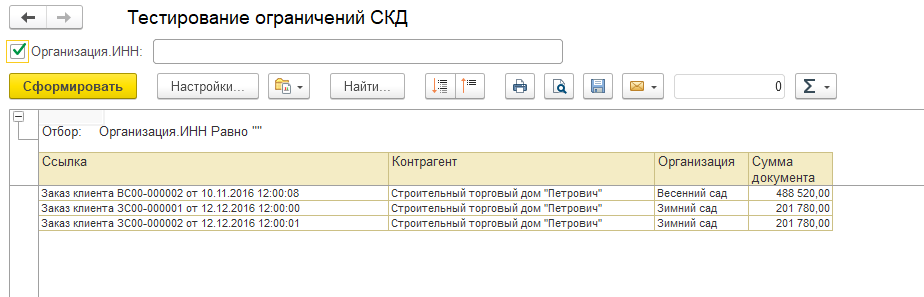 Тестирование ограничений СКД
Организация.ИНН:
Сформировать Настройки... Найти... 0 Σ
Отбор: Организация.ИНН Равно ""
Ссылка Контрагент Организация Сумма
документа
Заказ клиента ВС00-000002 от 10.11.2016 12:00:08 Строительный торговый дом "Петрович" Весенний сад 488 520,00
Заказ клиента ЗС00-000001 от 12.12.2016 12:00:00 Строительный торговый дом "Петрович" Зимний сад 201 780,00
Заказ клиента ЗС00-000002 от 12.12.2016 12:00:01 Строительный торговый дом "Петрович" Зимний сад 201 780,00